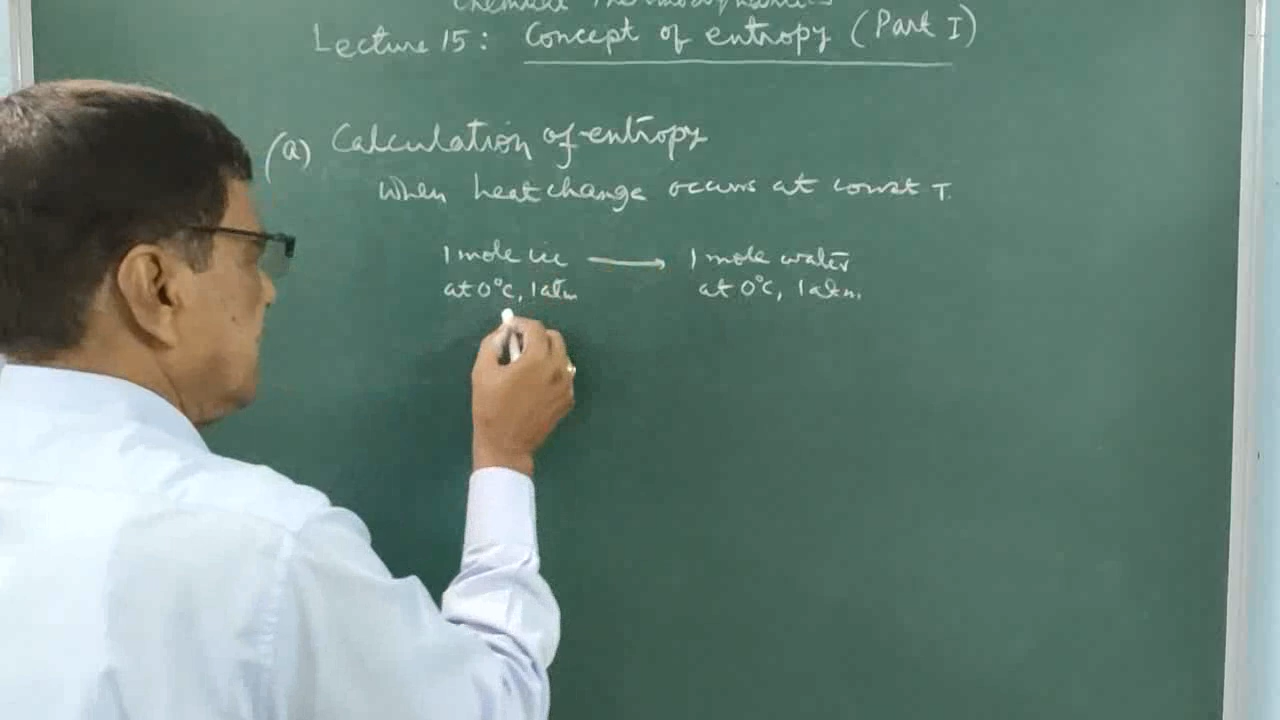 Chemical Thermodynamics
Lecture 15: Concept of entropy (Part I)
(a) Calculation of entropy
When heat change occurs at const T.
1 mole ice ⟶ 1 mole water
at 0°C, 1 atm at 0°C, 1 atm.